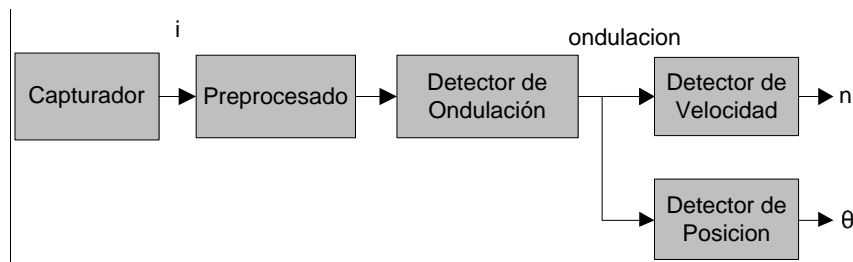 i
ondulacion
Capturador
Preprocesado
Detector de
Ondulación
Detector de
Velocidad
n
Detector de
Posicion
θ